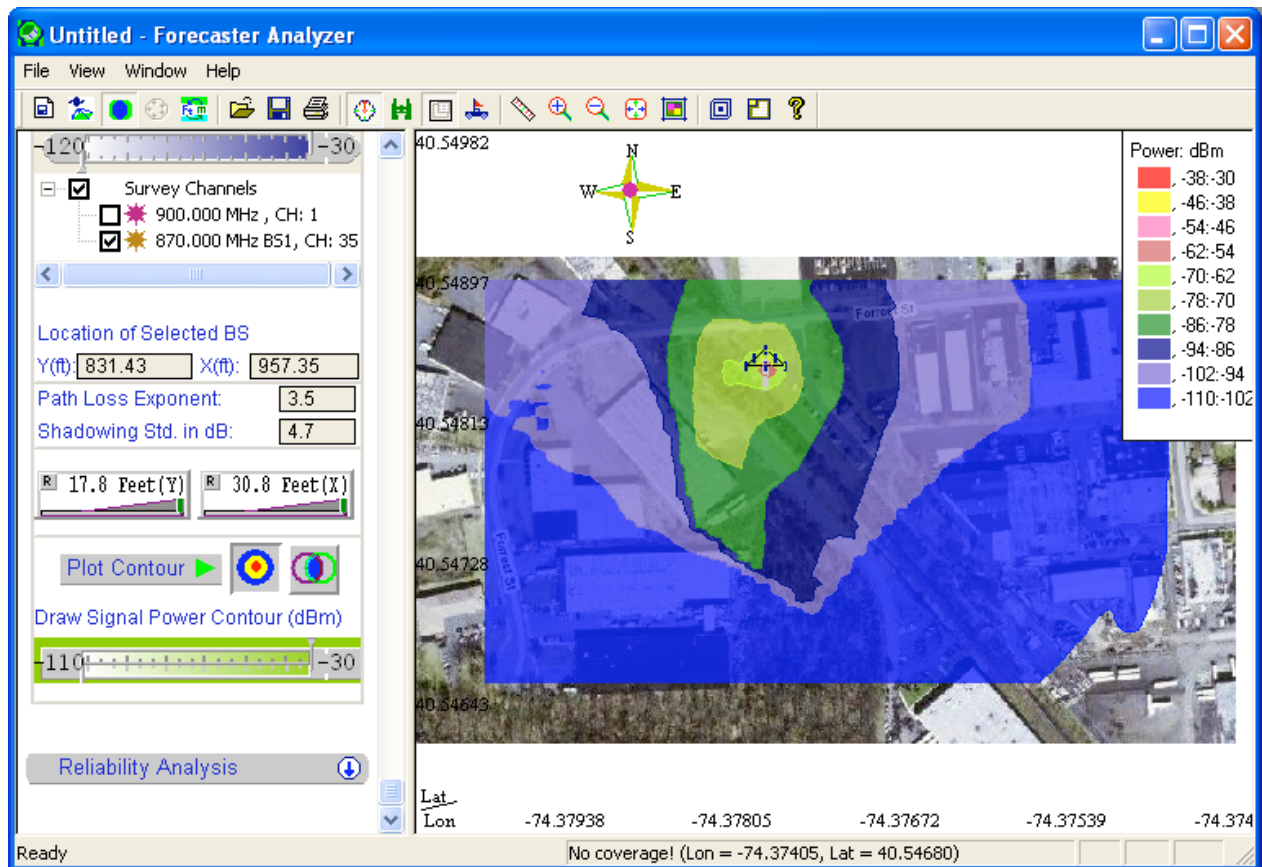 Untitled - Forecaster Analyzer
File View Window Help
-120 -30
Survey Channels
900.000 MHz , CH: 1
870.000 MHz BS1, CH: 35
Location of Selected BS
Y(ft): 831.43 X(ft): 957.35
Path Loss Exponent: 3.5
Shadowing Std. in dB: 4.7
R 17.8 Feet(Y) R 30.8 Feet(X)
Plot Contour
Draw Signal Power Contour (dBm)
-110 -30
Reliability Analysis
40.54982
N
W E
S
40.54897
Forrest St
40.54813
40.54728
Forrest St
40.54643
Power: dBm
, -38:-30
, -46:-38
, -54:-46
, -62:-54
, -70:-62
, -78:-70
, -86:-78
, -94:-86
, -102:-94
, -110:-102
Lat
Lon -74.37938 -74.37805 -74.37672 -74.37539 -74.374
Ready No coverage! (Lon = -74.37405, Lat = 40.54680)